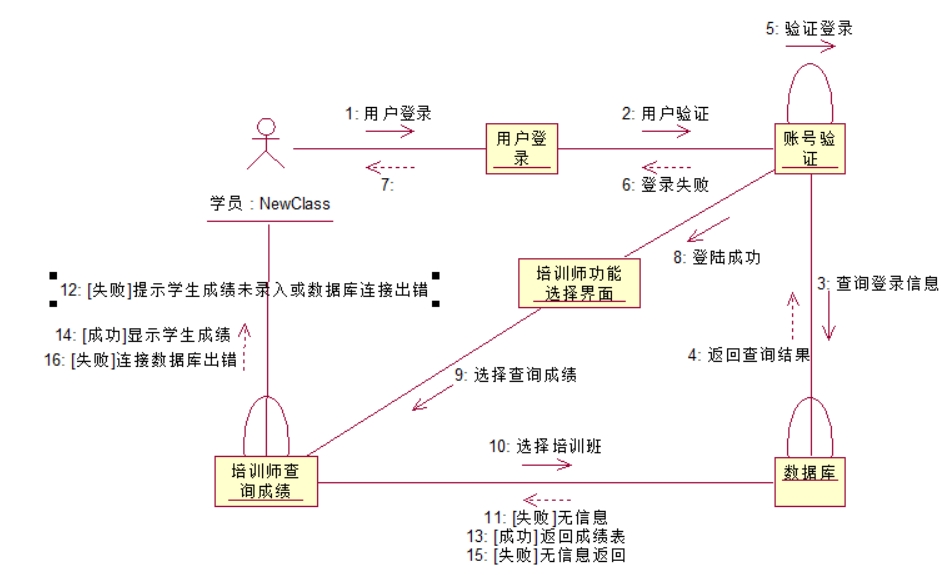 5: 验证登录
1: 用户登录
2: 用户验证
用户登
录
账号验
证
7:
6: 登录失败
学员 : NewClass
8: 登陆成功
培训师功能
选择界面
12: [失败]提示学生成绩未录入或数据库连接出错
3: 查询登录信息
14: [成功]显示学生成绩
16: [失败]连接数据库出错
4: 返回查询结果
9: 选择查询成绩
10: 选择培训班
培训师查
询成绩
数据库
11: [失败]无信息
13: [成功]返回成绩表
15: [失败]无信息返回